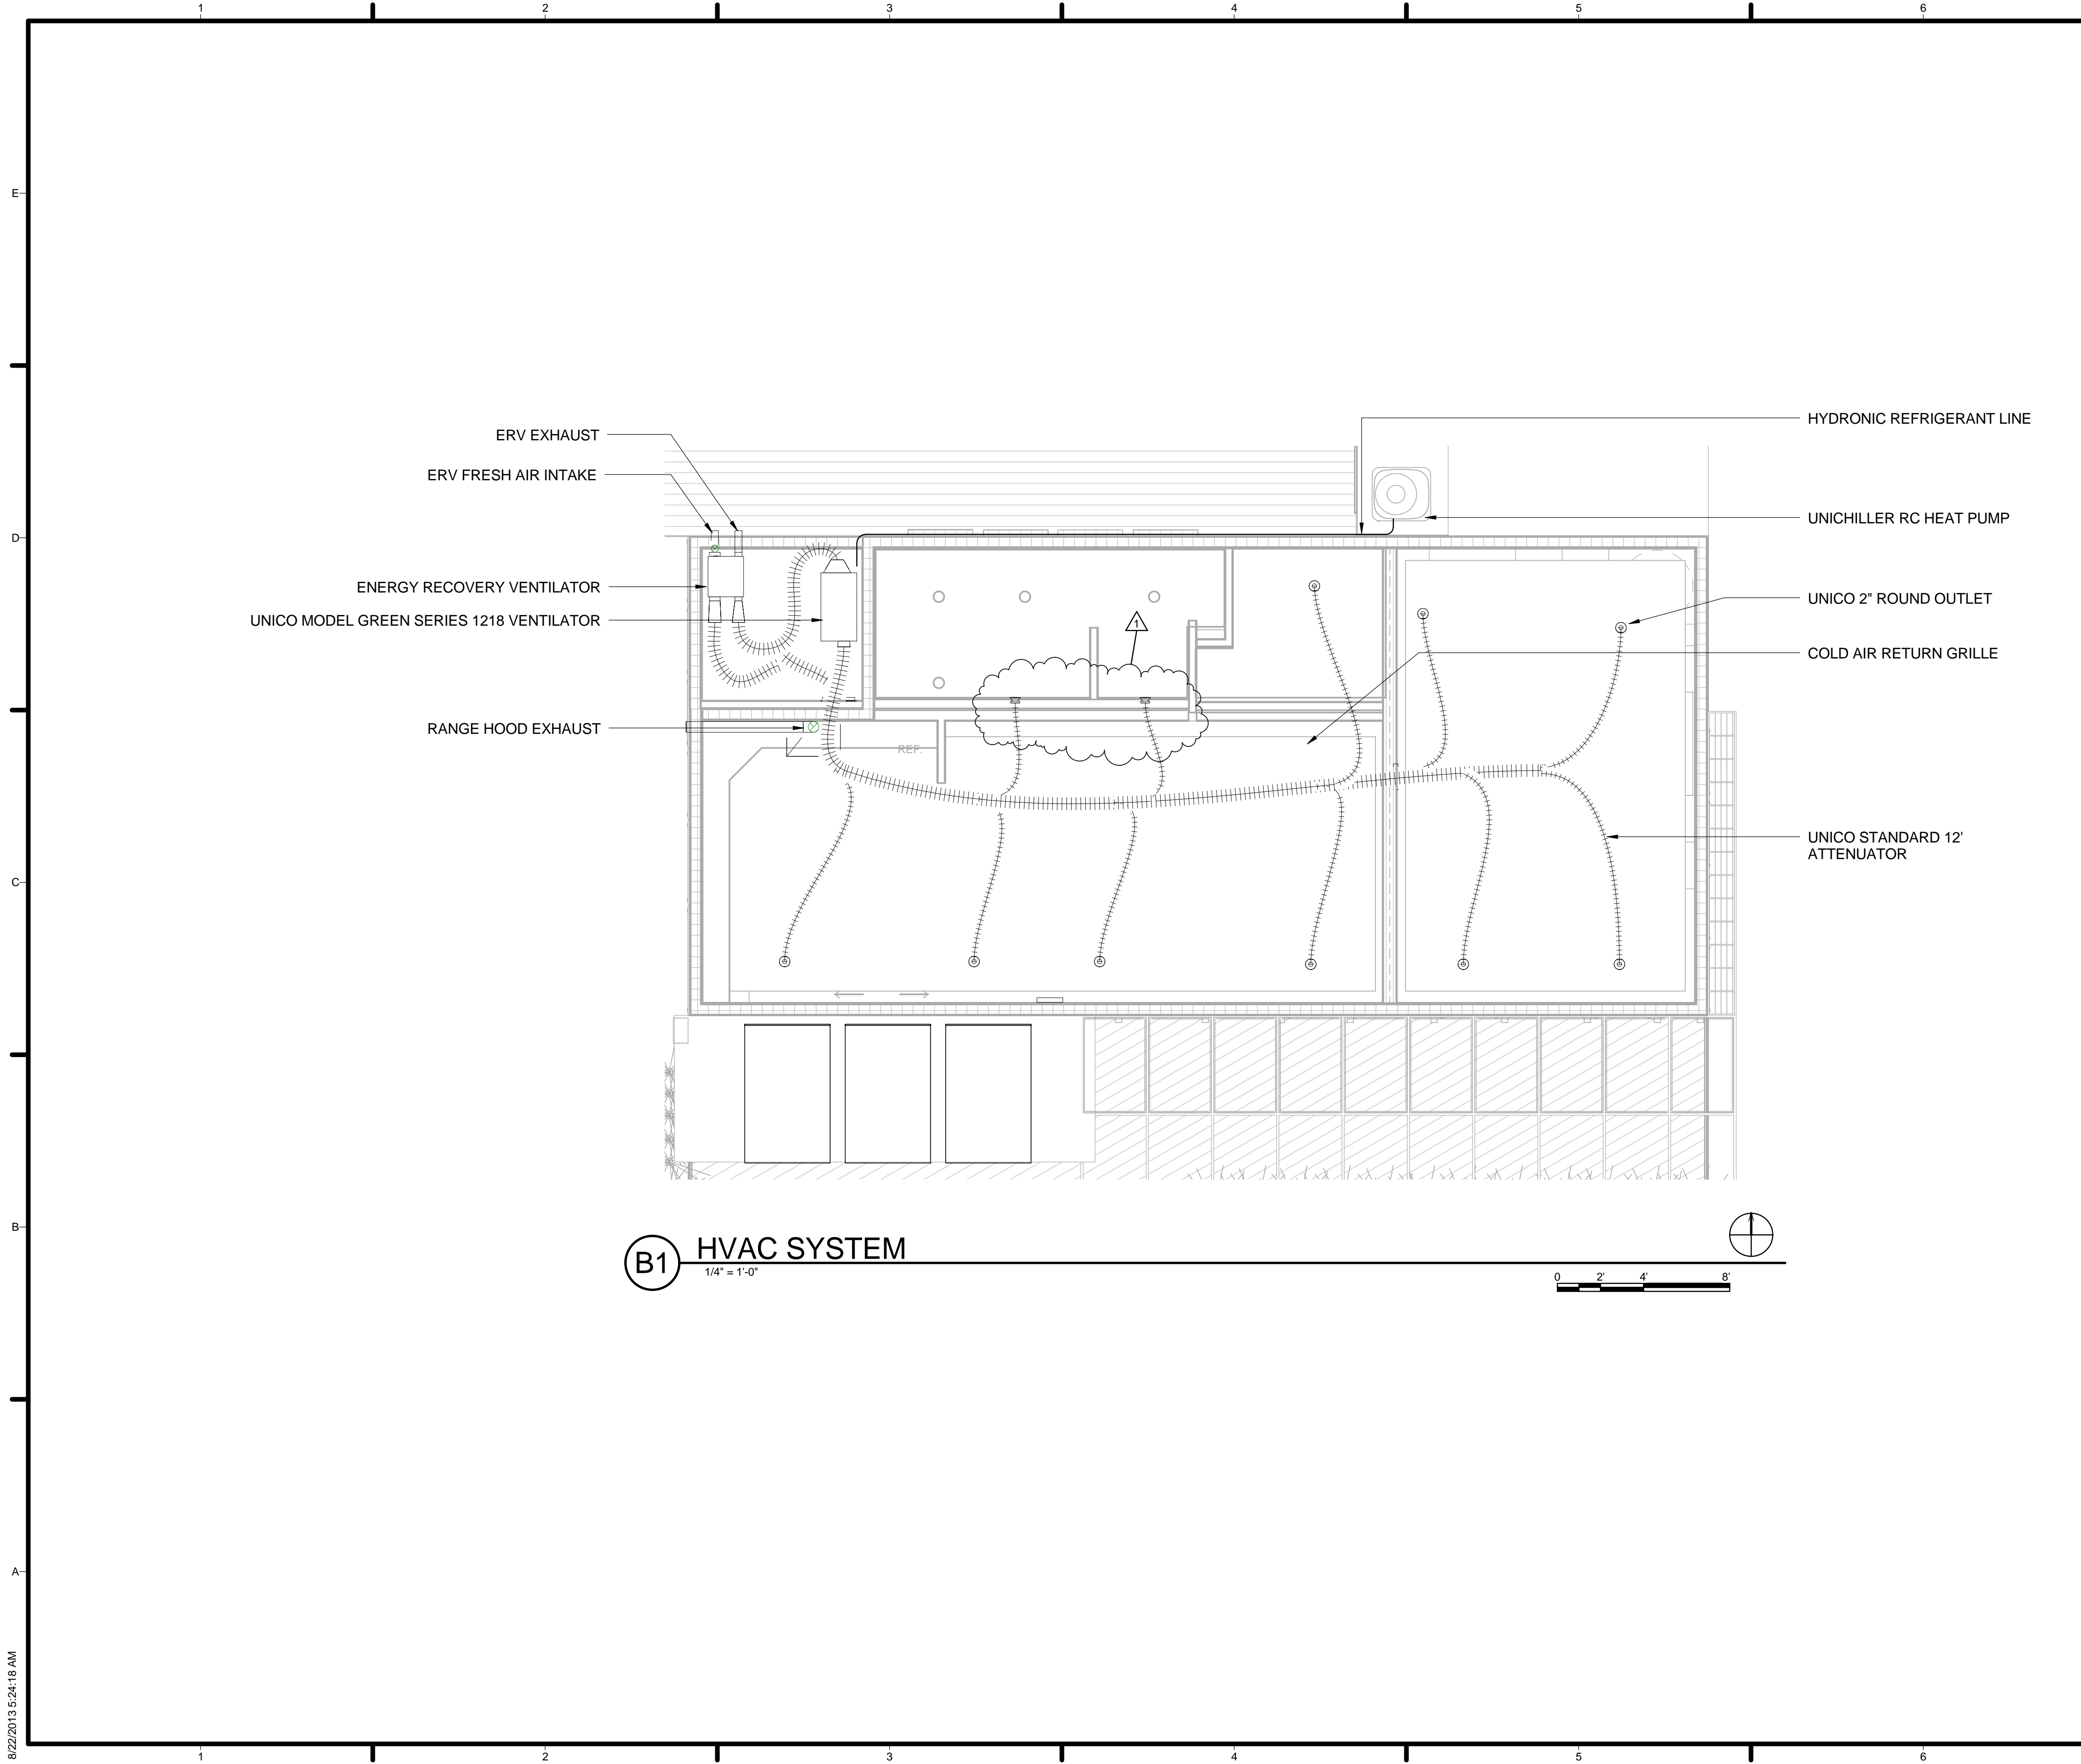 1 2 3 4 5 6
E
D
C
B
A
ERV EXHAUST
ERV FRESH AIR INTAKE
ENERGY RECOVERY VENTILATOR
UNICO MODEL GREEN SERIES 1218 VENTILATOR
RANGE HOOD EXHAUST
REF.
1
HYDRONIC REFRIGERANT LINE
UNICHILLER RC HEAT PUMP
UNICO 2" ROUND OUTLET
COLD AIR RETURN GRILLE
UNICO STANDARD 12'
ATTENUATOR
B1
HVAC SYSTEM
1/4" = 1'-0"
0 2' 4' 8'
8/22/2013 5:24:18 AM
1 2 3 4 5 6